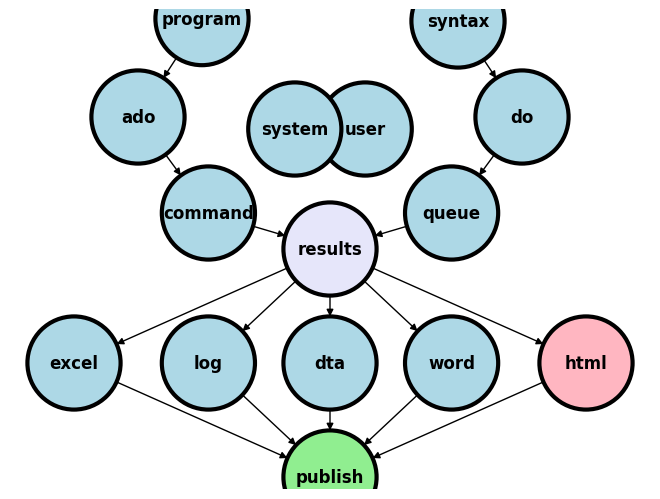 program
syntax
ado
system
user
do
command
queue
results
excel
log
dta
word
html
publish